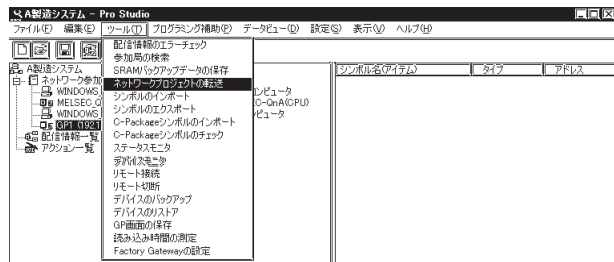 A製造システム - Pro Studio
ファイル(F) 編集(E) ツール(T) プログラミング補助(P) データビュー(D) 設定(S) 表示(V) ヘルプ(H)
配信情報のエラーチェック
参加局の検索
SRAMバックアップデータの保存
ネットワークプロジェクトの転送
シンボルのインポート
シンボルのエクスポート
C-Packageシンボルのインポート
C-Packageシンボルのチェック
ステータスモニタ
デバイスモニタ
リモート接続
リモート切断
デバイスのバックアップ
デバイスのリストア
GP画面の保存
読み込み時間の測定
Factory Gatewayの設定
A製造システム
ネットワーク参加
WINDOWS
MELSEC_Q
C-QnA(CPU)
WINDOWS
GP1 (192.1
配信情報一覧
アクション一覧
シンボル名(アイテム) タイプ アドレス